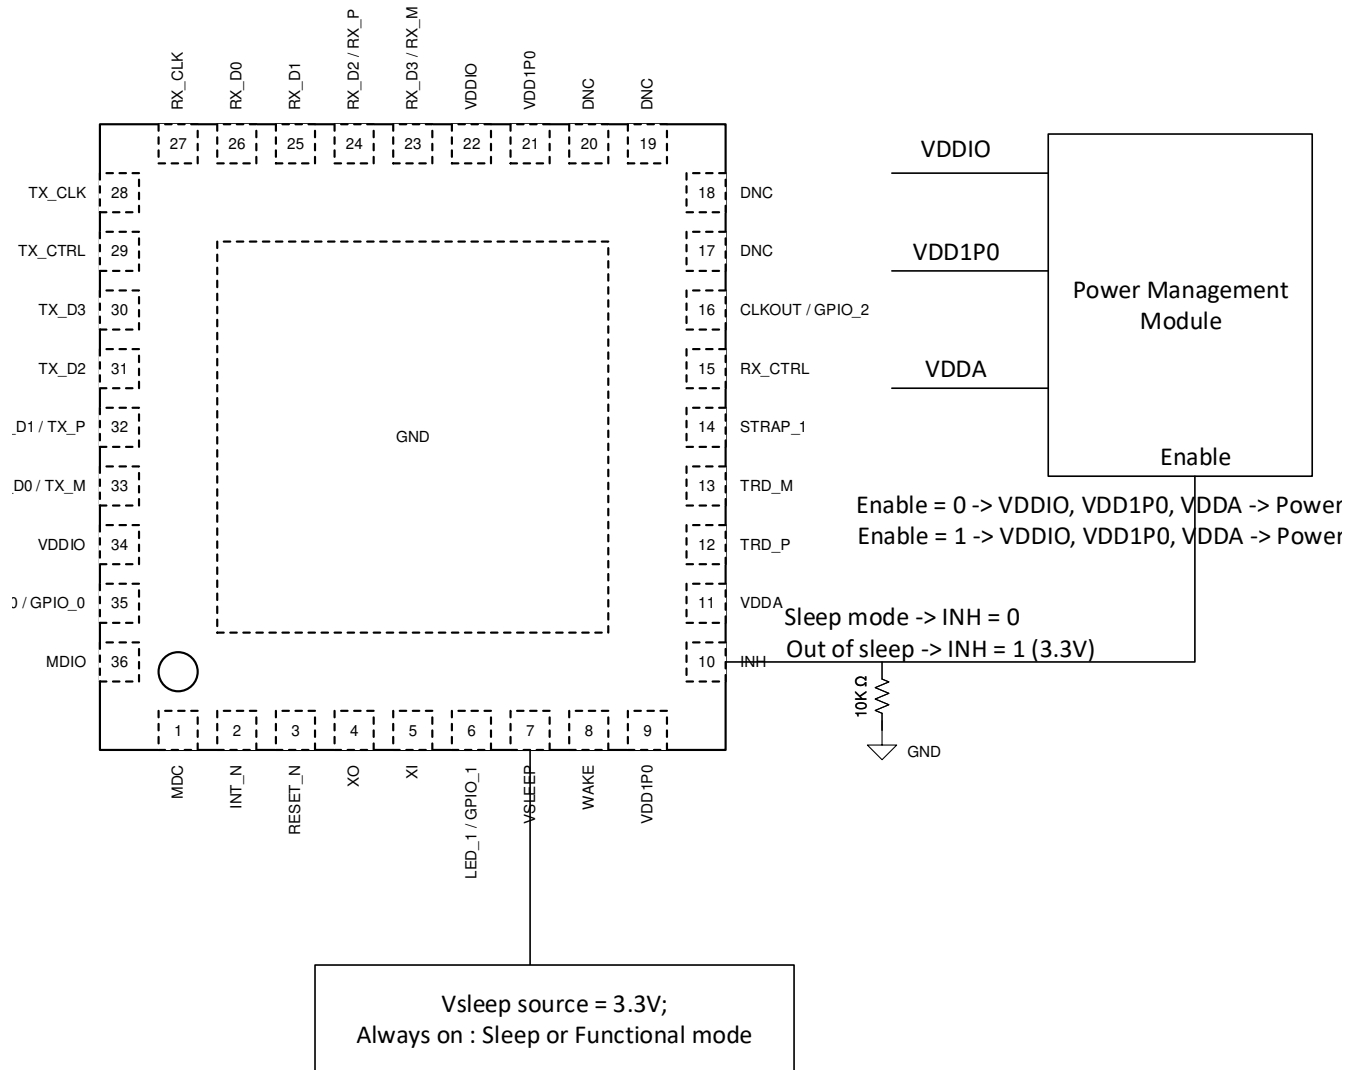 RX_CLK
RX_D0
RX_D1
RX_D2 / RX_P
RX_D3 / RX_M
VDDIO
VDD1P0
DNC
DNC
27
26
25
24
23
22
21
20
19
TX_CLK
28
TX_CTRL
29
TX_D3
30
TX_D2
31
_D1 / TX_P
32
_D0 / TX_M
33
VDDIO
34
0 / GPIO_0
35
MDIO
36
GND
18
DNC
17
DNC
16
CLKOUT / GPIO_2
15
RX_CTRL
14
STRAP_1
13
TRD_M
12
TRD_P
11
VDDA
10
INH
1
2
3
4
5
6
7
8
9
MDC
INT_N
RESET_N
XO
XI
LED_1 / GPIO_1
VSLEEP
WAKE
VDD1P0
VDDIO
VDD1P0
VDDA
Power Management
Module
Enable
Enable = 0 -> VDDIO, VDD1P0, VDDA -> Power
Enable = 1 -> VDDIO, VDD1P0, VDDA -> Power
Sleep mode -> INH = 0
Out of sleep -> INH = 1 (3.3V)
10K Ω
GND
Vsleep source = 3.3V;
Always on : Sleep or Functional mode